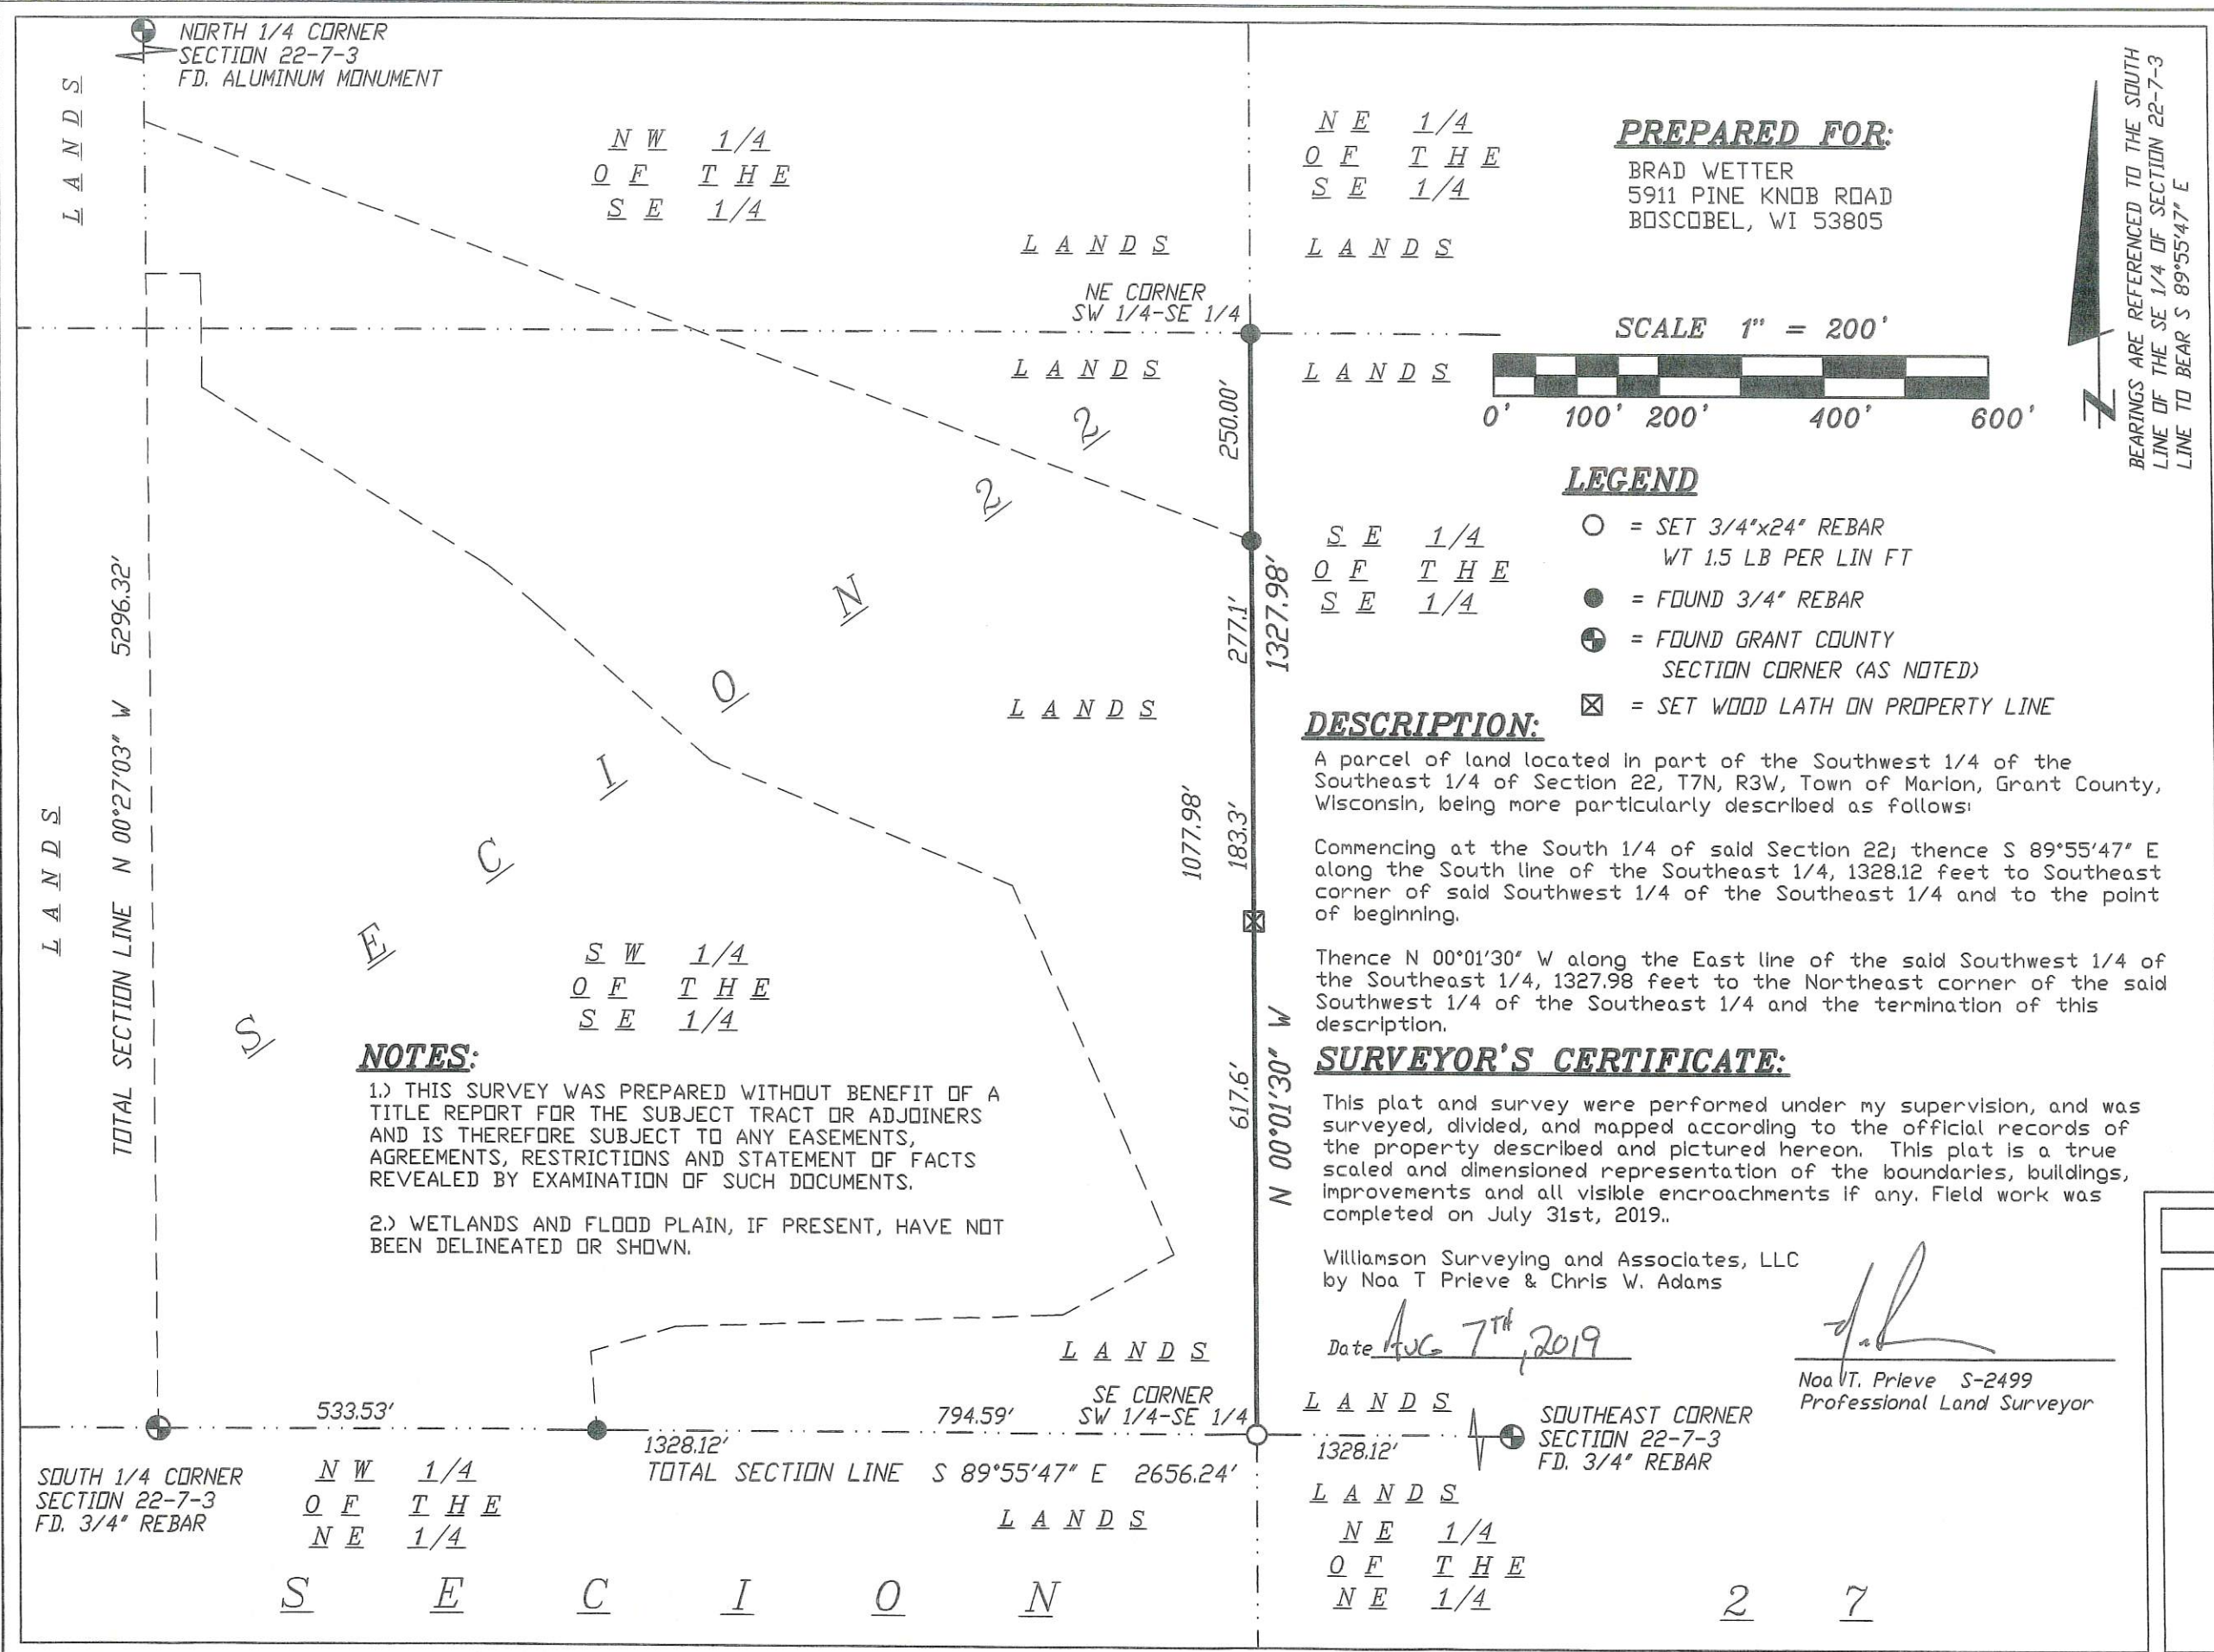 NORTH 1/4 CORNER
SECTION 22-7-3
FD. ALUMINUM MONUMENT
LANDS
NW 1/4
OF THE
SE 1/4
LANDS
NE CORNER
SW 1/4-SE 1/4
LANDS
NE 1/4
OF THE
SE 1/4
LANDS
LANDS
PREPARED FOR:
BRAD WETTER
5911 PINE KNOB ROAD
BOSCOBEL, WI 53805
BEARINGS ARE REFERENCED TO THE SOUTH
LINE OF THE SE 1/4 OF SECTION 22-7-3
LINE TO BEAR S 89°55'47" E
N
SCALE 1" = 200'
0' 100' 200' 400' 600'
LEGEND
= SET 3/4"x24" REBAR
WT 1.5 LB PER LIN FT
= FOUND 3/4" REBAR
= FOUND GRANT COUNTY
SECTION CORNER (AS NOTED)
= SET WOOD LATH ON PROPERTY LINE
SE 1/4
OF THE
SE 1/4
250.00'
277.1'
1327.98'
183.3'
1077.98'
617.6'
N 00°01'30" W
SECION 22
LANDS
LANDS
TOTAL SECTION LINE N 00°27'03" W 5296.32'
SW 1/4
OF THE
SE 1/4
NOTES:
1.) THIS SURVEY WAS PREPARED WITHOUT BENEFIT OF A
TITLE REPORT FOR THE SUBJECT TRACT OR ADJOINERS
AND IS THEREFORE SUBJECT TO ANY EASEMENTS,
AGREEMENTS, RESTRICTIONS AND STATEMENT OF FACTS
REVEALED BY EXAMINATION OF SUCH DOCUMENTS.
2.) WETLANDS AND FLOOD PLAIN, IF PRESENT, HAVE NOT
BEEN DELINEATED OR SHOWN.
DESCRIPTION:
A parcel of land located in part of the Southwest 1/4 of the
Southeast 1/4 of Section 22, T7N, R3W, Town of Marion, Grant County,
Wisconsin, being more particularly described as follows:
Commencing at the South 1/4 of said Section 22; thence S 89°55'47" E
along the South line of the Southeast 1/4, 1328.12 feet to Southeast
corner of said Southwest 1/4 of the Southeast 1/4 and to the point
of beginning.
Thence N 00°01'30" W along the East line of the said Southwest 1/4 of
the Southeast 1/4, 1327.98 feet to the Northeast corner of the said
Southwest 1/4 of the Southeast 1/4 and the termination of this
description.
SURVEYOR'S CERTIFICATE:
This plat and survey were performed under my supervision, and was
surveyed, divided, and mapped according to the official records of
the property described and pictured hereon. This plat is a true
scaled and dimensioned representation of the boundaries, buildings,
improvements and all visible encroachments if any. Field work was
completed on July 31st, 2019..
Williamson Surveying and Associates, LLC
by Noa T Prieve & Chris W. Adams
Date Aug 7TH, 2019
Noa T. Prieve S-2499
Professional Land Surveyor
LANDS
SE CORNER
SW 1/4-SE 1/4
533.53'
794.59'
1328.12'
TOTAL SECTION LINE S 89°55'47" E 2656.24'
LANDS
1328.12'
SOUTHEAST CORNER
SECTION 22-7-3
FD. 3/4" REBAR
SOUTH 1/4 CORNER
SECTION 22-7-3
FD. 3/4" REBAR
NW 1/4
OF THE
NE 1/4
LANDS
LANDS
NE 1/4
OF THE
NE 1/4
SECION 27